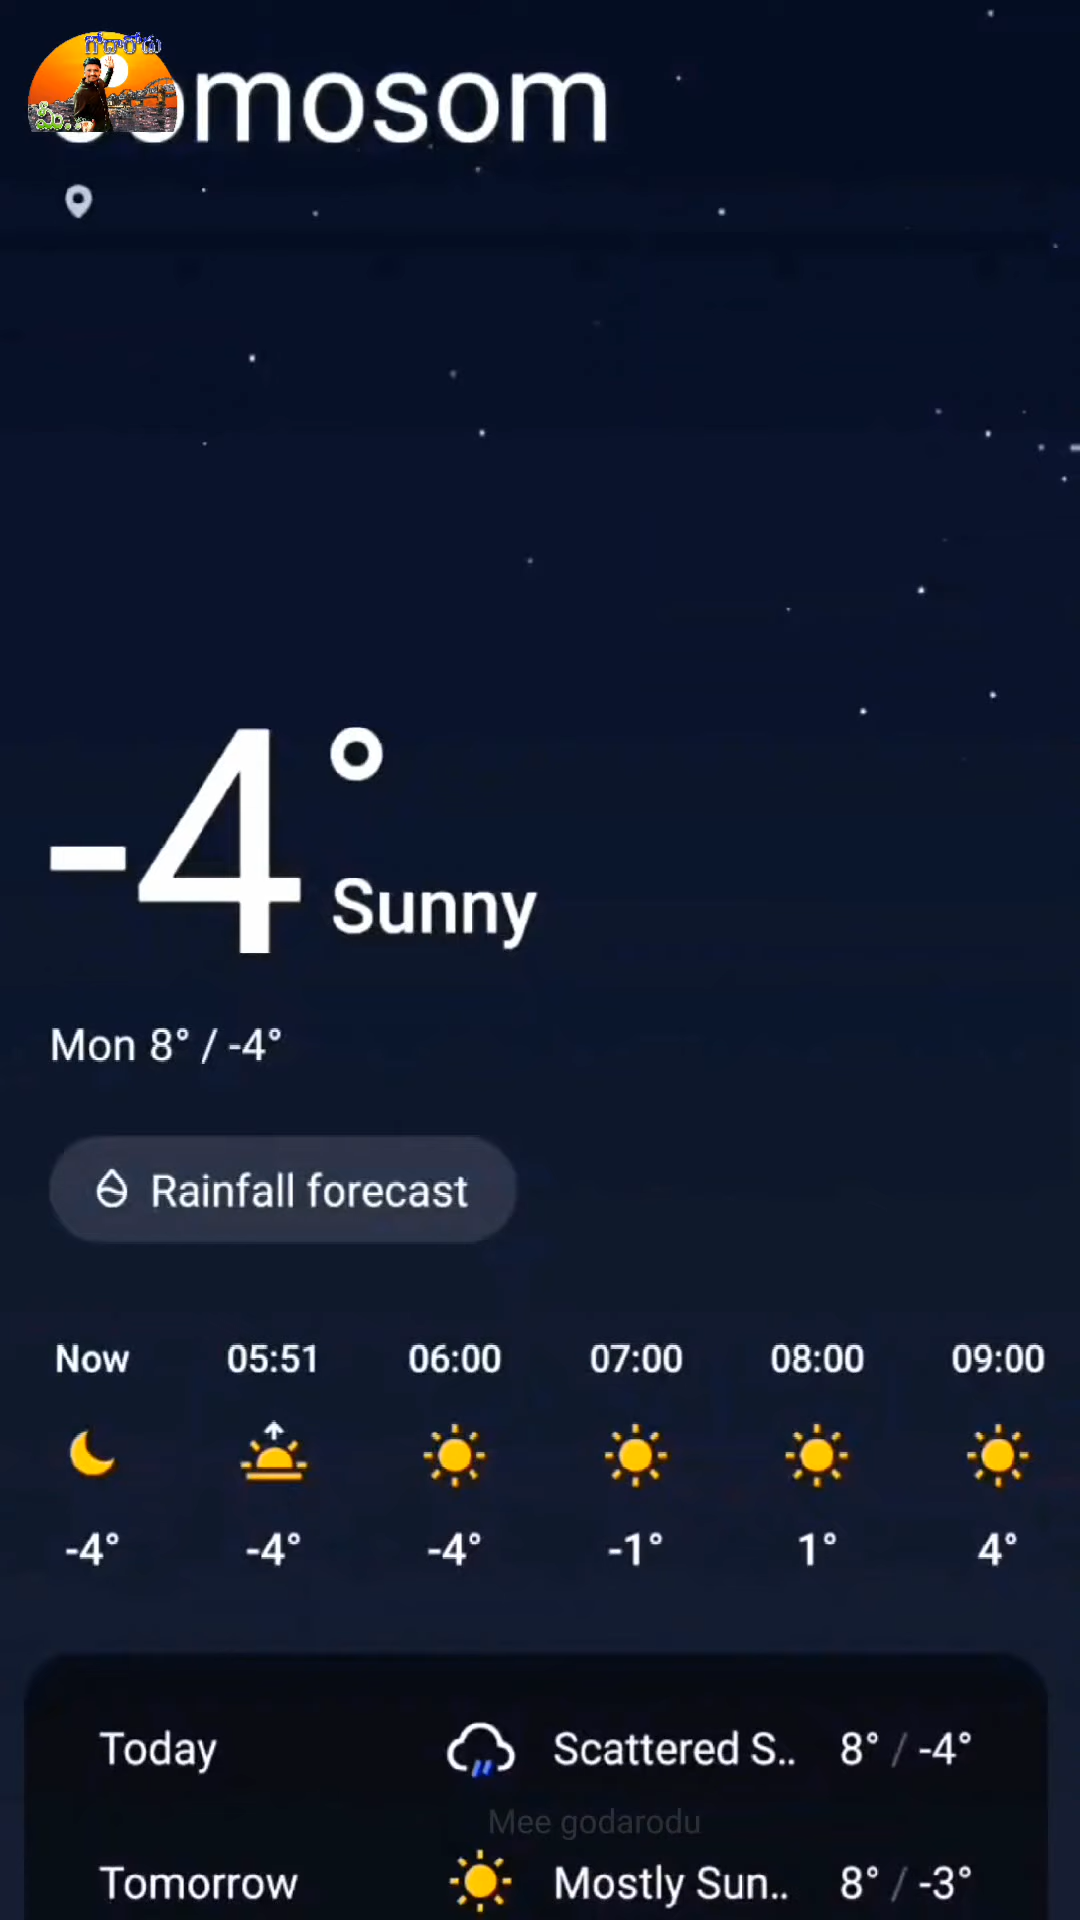 గోదారోడు
మీ..
omosom
-4°
Sunny
Mon 8° / -4°
Rainfall forecast
Now 05:51 06:00 07:00 08:00 09:00
-4° -4° -4° -1° 1° 4°
Today Scattered S.. 8° / -4°
Mee godarodu
Tomorrow Mostly Sun.. 8° / -3°